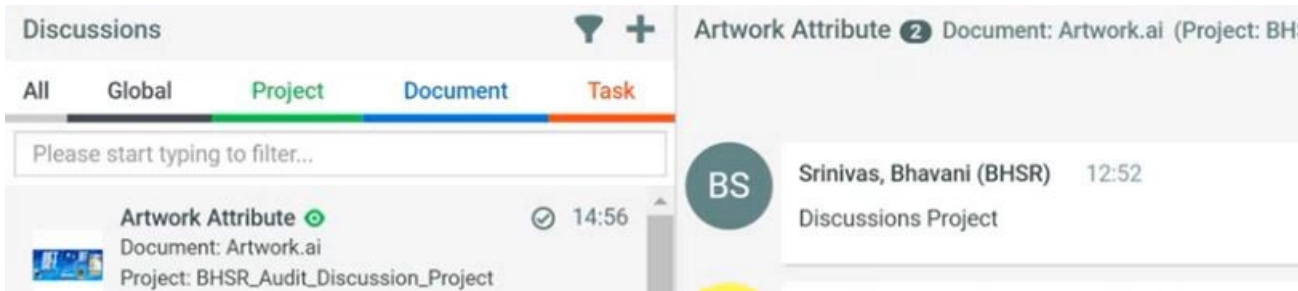 Discussions
All Global Project Document Task
Please start typing to filter...
Artwork Attribute 14:56
Document: Artwork.ai
Project: BHSR_Audit_Discussion_Project
Artwork Attribute 2 Document: Artwork.ai (Project: BH
BS
Srinivas, Bhavani (BHSR) 12:52
Discussions Project